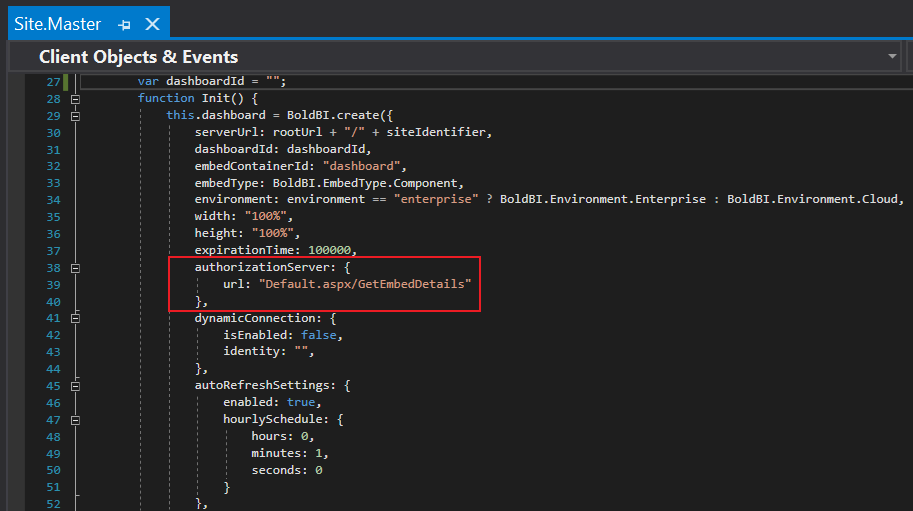 Site.Master
Client Objects & Events
27 var dashboardId = "";
28 function Init() {
29 this.dashboard = BoldBI.create({
30 serverUrl: rootUrl + "/" + siteIdentifier,
31 dashboardId: dashboardId,
32 embedContainerId: "dashboard",
33 embedType: BoldBI.EmbedType.Component,
34 environment: environment == "enterprise" ? BoldBI.Environment.Enterprise : BoldBI.Environment.Cloud,
35 width: "100%",
36 height: "100%",
37 expirationTime: 100000,
38 authorizationServer: {
39 url: "Default.aspx/GetEmbedDetails"
40 },
41 dynamicConnection: {
42 isEnabled: false,
43 identity: "",
44 },
45 autoRefreshSettings: {
46 enabled: true,
47 hourlySchedule: {
48 hours: 0,
49 minutes: 1,
50 seconds: 0
51 }
52 },